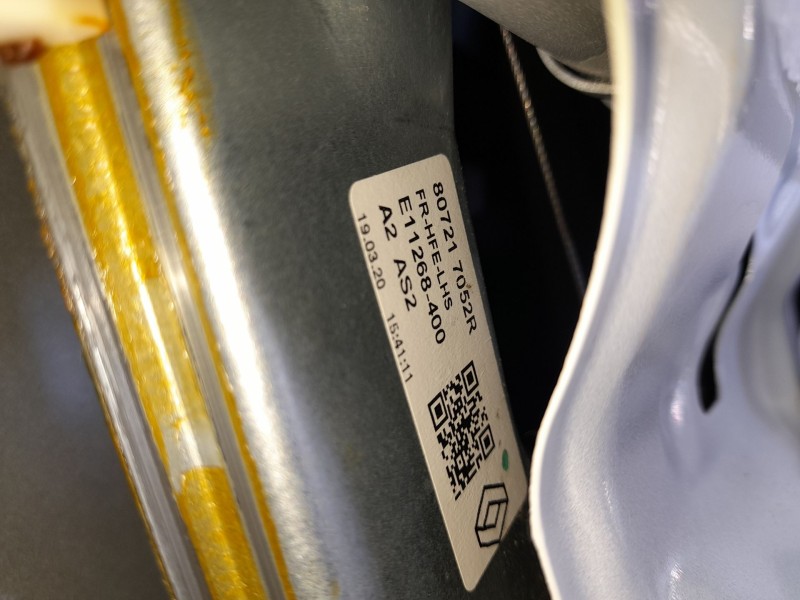 80721 7052R
FR-HFE-LHS
E11268-400
A2 AS2
19.03.20 15:41:11